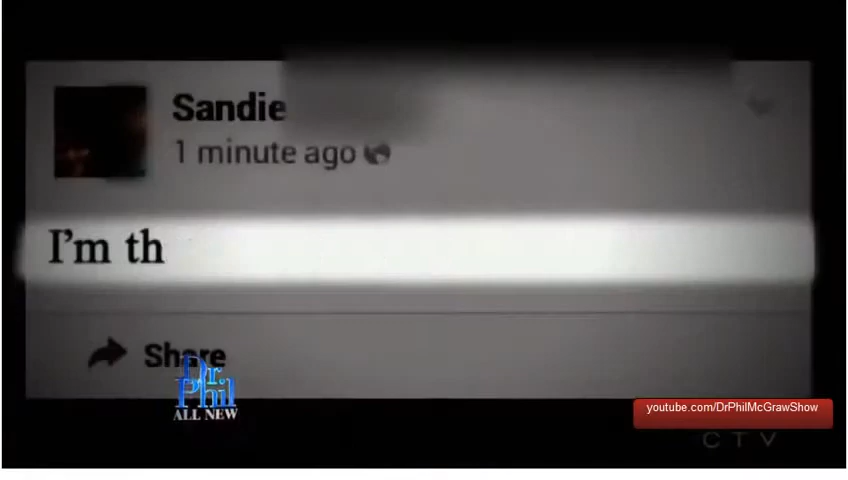 Sandie
1 minute ago
I'm th
Share
Dr.
Phil
ALL NEW
youtube.com/DrPhilMcGrawShow
CTV